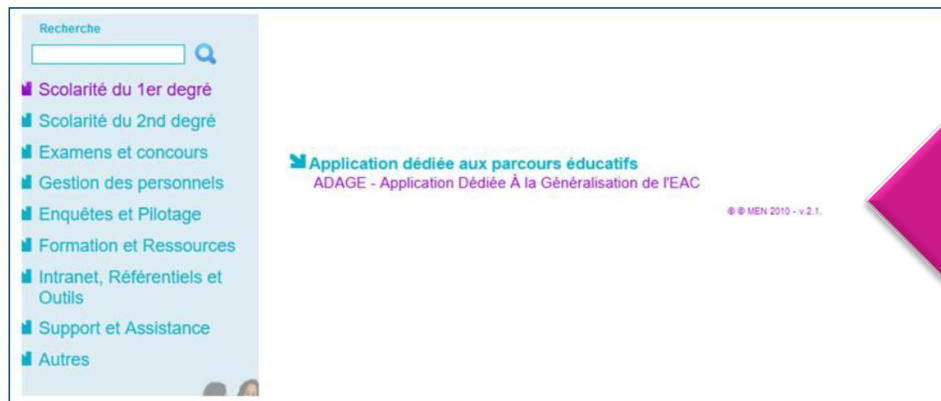 Recherche
Scolarité du 1er degré
Scolarité du 2nd degré
Examens et concours
Gestion des personnels
Enquêtes et Pilotage
Formation et Ressources
Intranet, Référentiels et
Outils
Support et Assistance
Autres
Application dédiée aux parcours éducatifs
ADAGE - Application Dédiée À la Généralisation de l'EAC
® © MEN 2010 - v.2.1.